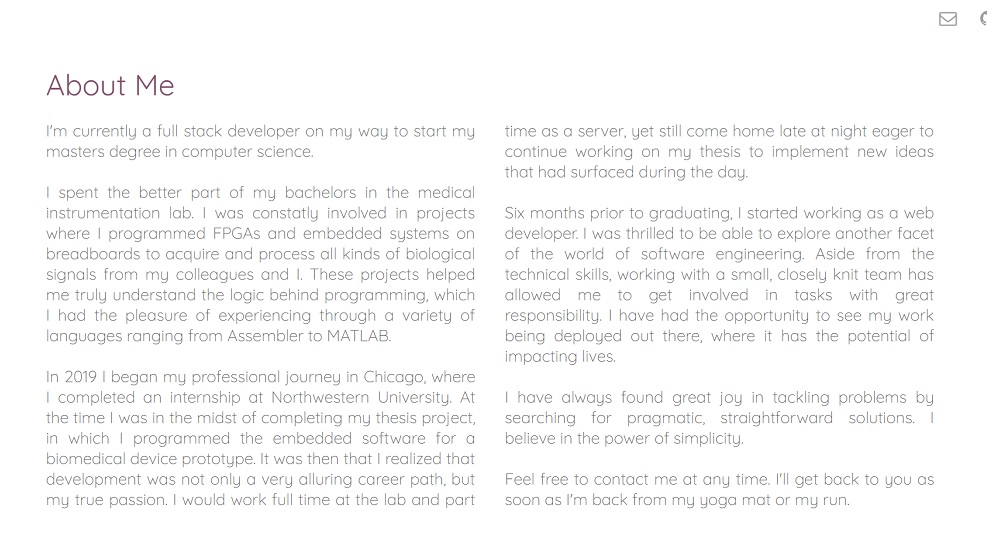 About Me
I'm currently a full stack developer on my way to start my
masters degree in computer science.
I spent the better part of my bachelors in the medical
instrumentation lab. I was constatly involved in projects
where I programmed FPGAs and embedded systems on
breadboards to acquire and process all kinds of biological
signals from my colleagues and I. These projects helped
me truly understand the logic behind programming, which
I had the pleasure of experiencing through a variety of
languages ranging from Assembler to MATLAB.
In 2019 I began my professional journey in Chicago, where
I completed an internship at Northwestern University. At
the time I was in the midst of completing my thesis project,
in which I programmed the embedded software for a
biomedical device prototype. It was then that I realized that
development was not only a very alluring career path, but
my true passion. I would work full time at the lab and part
time as a server, yet still come home late at night eager to
continue working on my thesis to implement new ideas
that had surfaced during the day.
Six months prior to graduating, I started working as a web
developer. I was thrilled to be able to explore another facet
of the world of software engineering. Aside from the
technical skills, working with a small, closely knit team has
allowed me to get involved in tasks with great
responsibility. I have had the opportunity to see my work
being deployed out there, where it has the potential of
impacting lives.
I have always found great joy in tackling problems by
searching for pragmatic, straightforward solutions. I
believe in the power of simplicity.
Feel free to contact me at any time. I'll get back to you as
soon as I'm back from my yoga mat or my run.